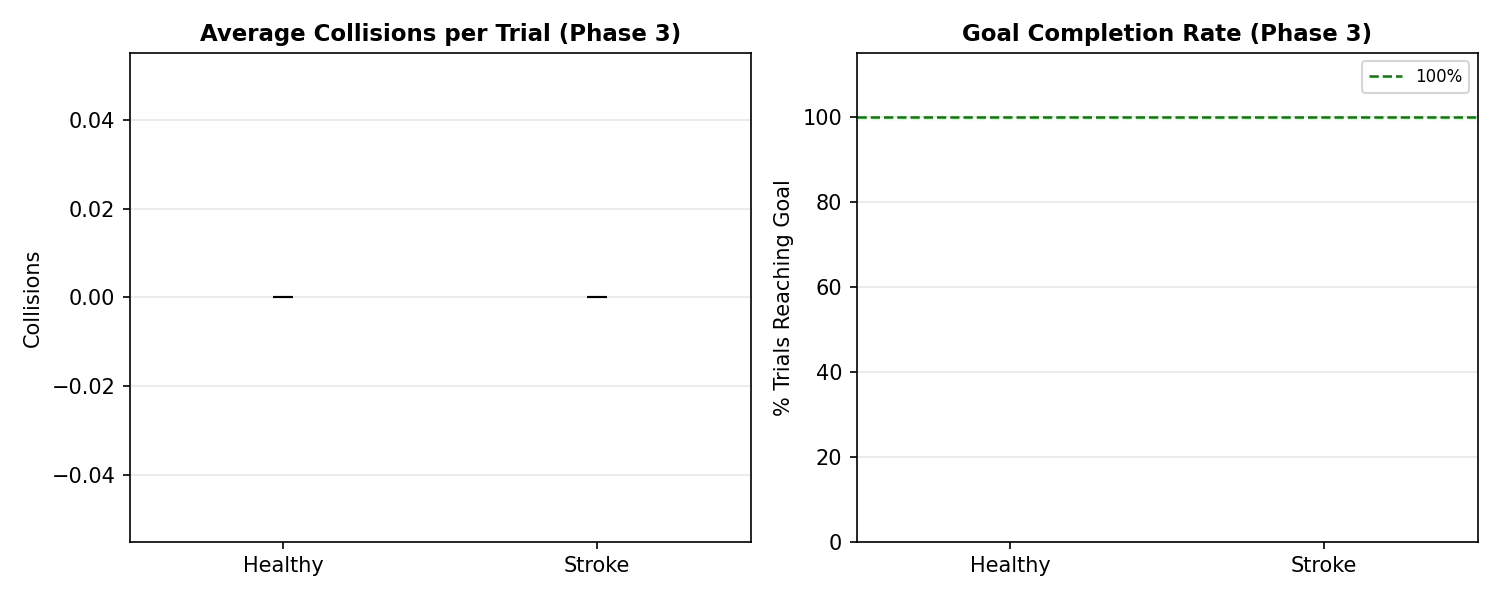 Average Collisions per Trial (Phase 3)
Collisions
0.04
0.02
0.00
−0.02
−0.04
Healthy
Stroke
Goal Completion Rate (Phase 3)
100%
% Trials Reaching Goal
100
80
60
40
20
0
Healthy
Stroke